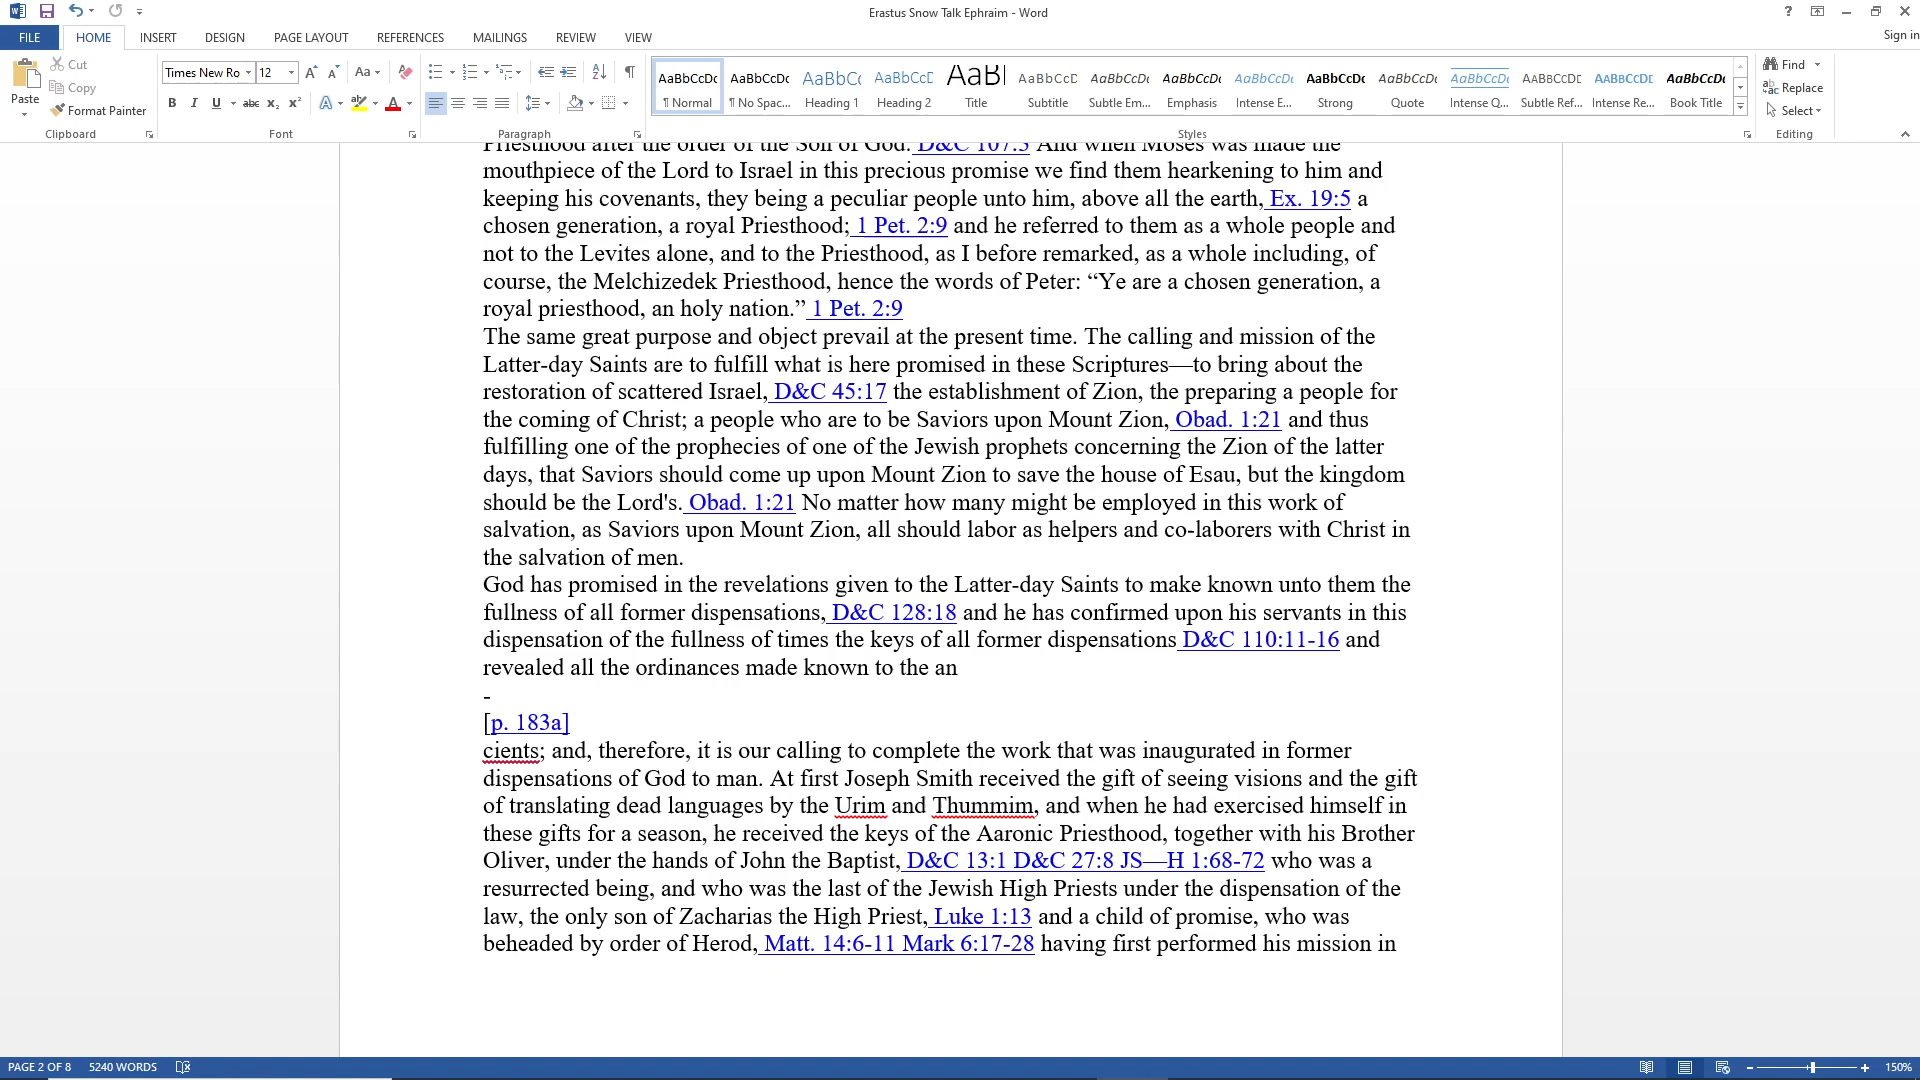 Erastus Snow Talk Ephraim - Word
Sign in
FILE HOME INSERT DESIGN PAGE LAYOUT REFERENCES MAILINGS REVIEW VIEW
Paste
Cut
Copy
Format Painter
Clipboard
Times New Ro 12
Font
Paragraph
AaBbCcDc AaBbCcDc AaBbCc AaBbCcD AaBl AaBbCcD AaBbCcDc AaBbCcDc AaBbCcDc AaBbCcDc AaBbCcDc AaBbCcDc AaBbCcDc AaBbCcDc AaBbCcDc
¶ Normal ¶ No Spac... Heading 1 Heading 2 Title Subtitle Subtle Em... Emphasis Intense E... Strong Quote Intense Q... Subtle Ref... Intense Re... Book Title
Styles
Find
Replace
Select
Editing
Priesthood after the order of the Son of God. D&C 107:3 And when Moses was made the
mouthpiece of the Lord to Israel in this precious promise we find them hearkening to him and
keeping his covenants, they being a peculiar people unto him, above all the earth, Ex. 19:5 a
chosen generation, a royal Priesthood; 1 Pet. 2:9 and he referred to them as a whole people and
not to the Levites alone, and to the Priesthood, as I before remarked, as a whole including, of
course, the Melchizedek Priesthood, hence the words of Peter: “Ye are a chosen generation, a
royal priesthood, an holy nation.” 1 Pet. 2:9
The same great purpose and object prevail at the present time. The calling and mission of the
Latter-day Saints are to fulfill what is here promised in these Scriptures—to bring about the
restoration of scattered Israel, D&C 45:17 the establishment of Zion, the preparing a people for
the coming of Christ; a people who are to be Saviors upon Mount Zion, Obad. 1:21 and thus
fulfilling one of the prophecies of one of the Jewish prophets concerning the Zion of the latter
days, that Saviors should come up upon Mount Zion to save the house of Esau, but the kingdom
should be the Lord's. Obad. 1:21 No matter how many might be employed in this work of
salvation, as Saviors upon Mount Zion, all should labor as helpers and co-laborers with Christ in
the salvation of men.
God has promised in the revelations given to the Latter-day Saints to make known unto them the
fullness of all former dispensations, D&C 128:18 and he has confirmed upon his servants in this
dispensation of the fullness of times the keys of all former dispensations D&C 110:11-16 and
revealed all the ordinances made known to the an
-
[p. 183a]
cients; and, therefore, it is our calling to complete the work that was inaugurated in former
dispensations of God to man. At first Joseph Smith received the gift of seeing visions and the gift
of translating dead languages by the Urim and Thummim, and when he had exercised himself in
these gifts for a season, he received the keys of the Aaronic Priesthood, together with his Brother
Oliver, under the hands of John the Baptist, D&C 13:1 D&C 27:8 JS—H 1:68-72 who was a
resurrected being, and who was the last of the Jewish High Priests under the dispensation of the
law, the only son of Zacharias the High Priest, Luke 1:13 and a child of promise, who was
beheaded by order of Herod, Matt. 14:6-11 Mark 6:17-28 having first performed his mission in
PAGE 2 OF 8 5240 WORDS 150%